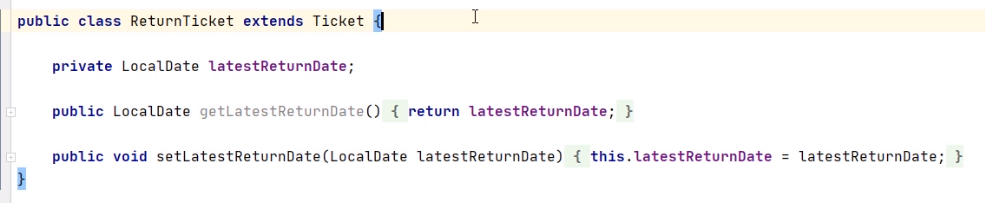 public class ReturnTicket extends Ticket {
private LocalDate latestReturnDate;
public LocalDate getLatestReturnDate() { return latestReturnDate; }
public void setLatestReturnDate(LocalDate latestReturnDate) { this.latestReturnDate = latestReturnDate; }
}